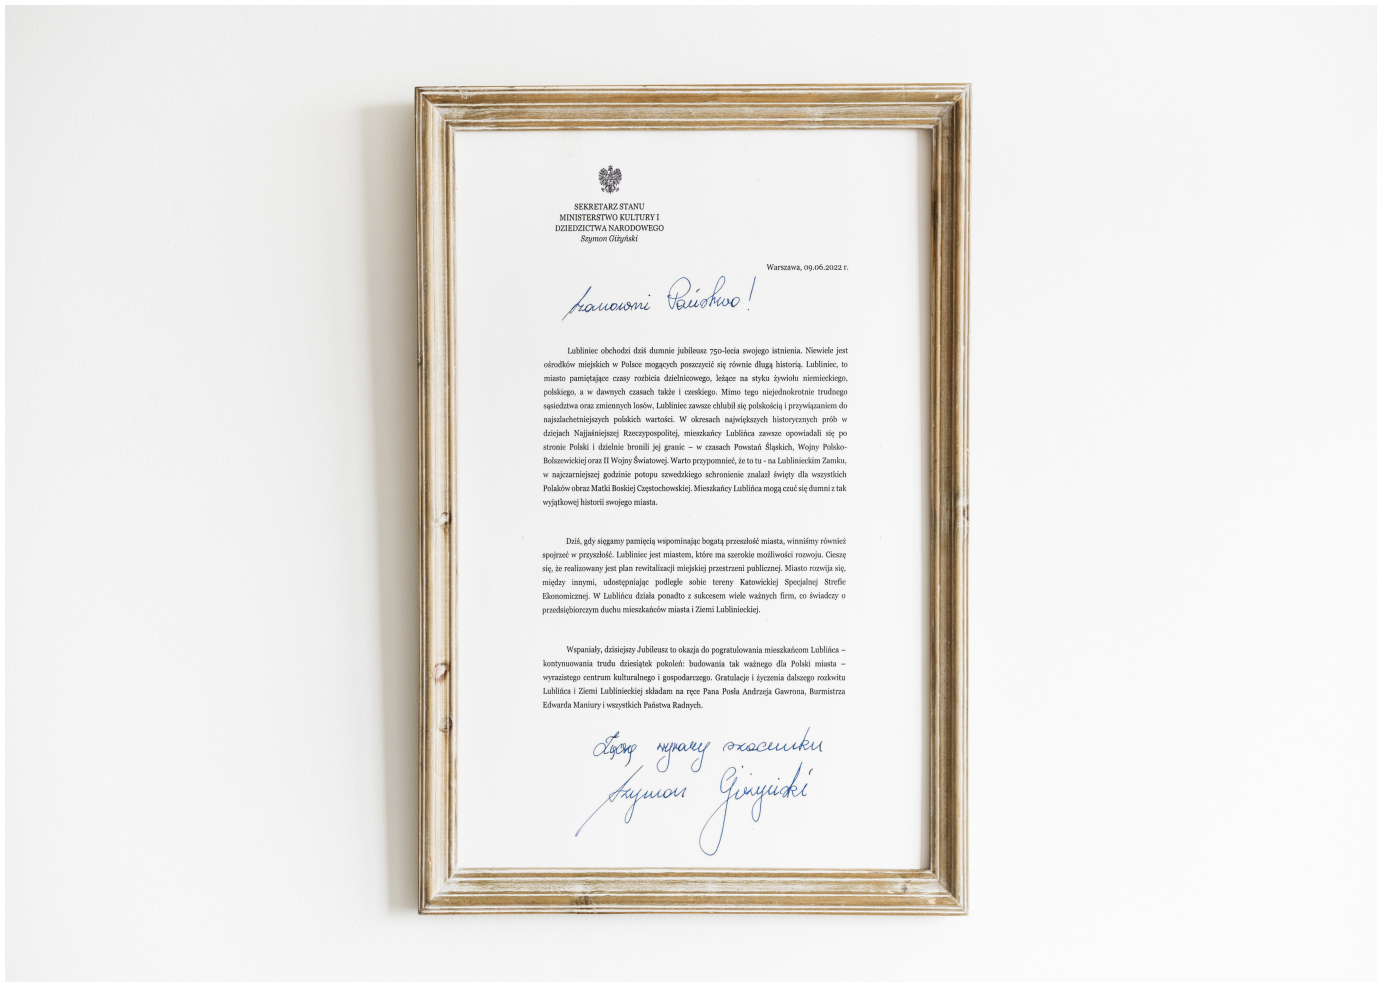 SEKRETARZ STANU
MINISTERSTWO KULTURY I
DZIEDZICTWA NARODOWEGO
Szymon Giżyński
Warszawa, 09.06.2022 r.
Szanowni Państwo!
Lubliniec obchodzi dziś dumnie jubileusz 750-lecia swojego istnienia. Niewiele jest
ośrodków miejskich w Polsce mogących poszczycić się równie długą historią. Lubliniec, to
miasto pamiętające czasy rozbicia dzielnicowego, leżące na styku żywiołu niemieckiego,
polskiego, a w dawnych czasach także i czeskiego. Mimo tego niejednokrotnie trudnego
sąsiedztwa oraz zmiennych losów, Lubliniec zawsze chlubił się polskością i przywiązaniem do
najszlachetniejszych polskich wartości. W okresach największych historycznych prób w
dziejach Najjaśniejszej Rzeczypospolitej, mieszkańcy Lublińca zawsze opowiadali się po
stronie Polski i dzielnie bronili jej granic – w czasach Powstań Śląskich, Wojny Polsko-
Bolszewickiej oraz II Wojny Światowej. Warto przypomnieć, że to tu - na Lublinieckim Zamku,
w najczarniejszej godzinie potopu szwedzkiego schronienie znalazł święty dla wszystkich
Polaków obraz Matki Boskiej Częstochowskiej. Mieszkańcy Lublińca mogą czuć się dumni z tak
wyjątkowej historii swojego miasta.
Dziś, gdy sięgamy pamięcią wspominając bogatą przeszłość miasta, winniśmy również
spojrzeć w przyszłość. Lubliniec jest miastem, które ma szerokie możliwości rozwoju. Cieszę
się, że realizowany jest plan rewitalizacji miejskiej przestrzeni publicznej. Miasto rozwija się,
między innymi, udostępniając podległe sobie tereny Katowickiej Specjalnej Strefie
Ekonomicznej. W Lublińcu działa ponadto z sukcesem wiele ważnych firm, co świadczy o
przedsiębiorczym duchu mieszkańców miasta i Ziemi Lublinieckiej.
Wspaniały, dzisiejszy Jubileusz to okazja do pogratulowania mieszkańcom Lublińca –
kontynuowania trudu dziesiątek pokoleń: budowania tak ważnego dla Polski miasta –
wyrazistego centrum kulturalnego i gospodarczego. Gratulacje i życzenia dalszego rozkwitu
Lublińca i Ziemi Lublinieckiej składam na ręce Pana Posła Andrzeja Gawrona, Burmistrza
Edwarda Maniury i wszystkich Państwa Radnych.
Łączę wyrazy szacunku
Szymon Giżyński